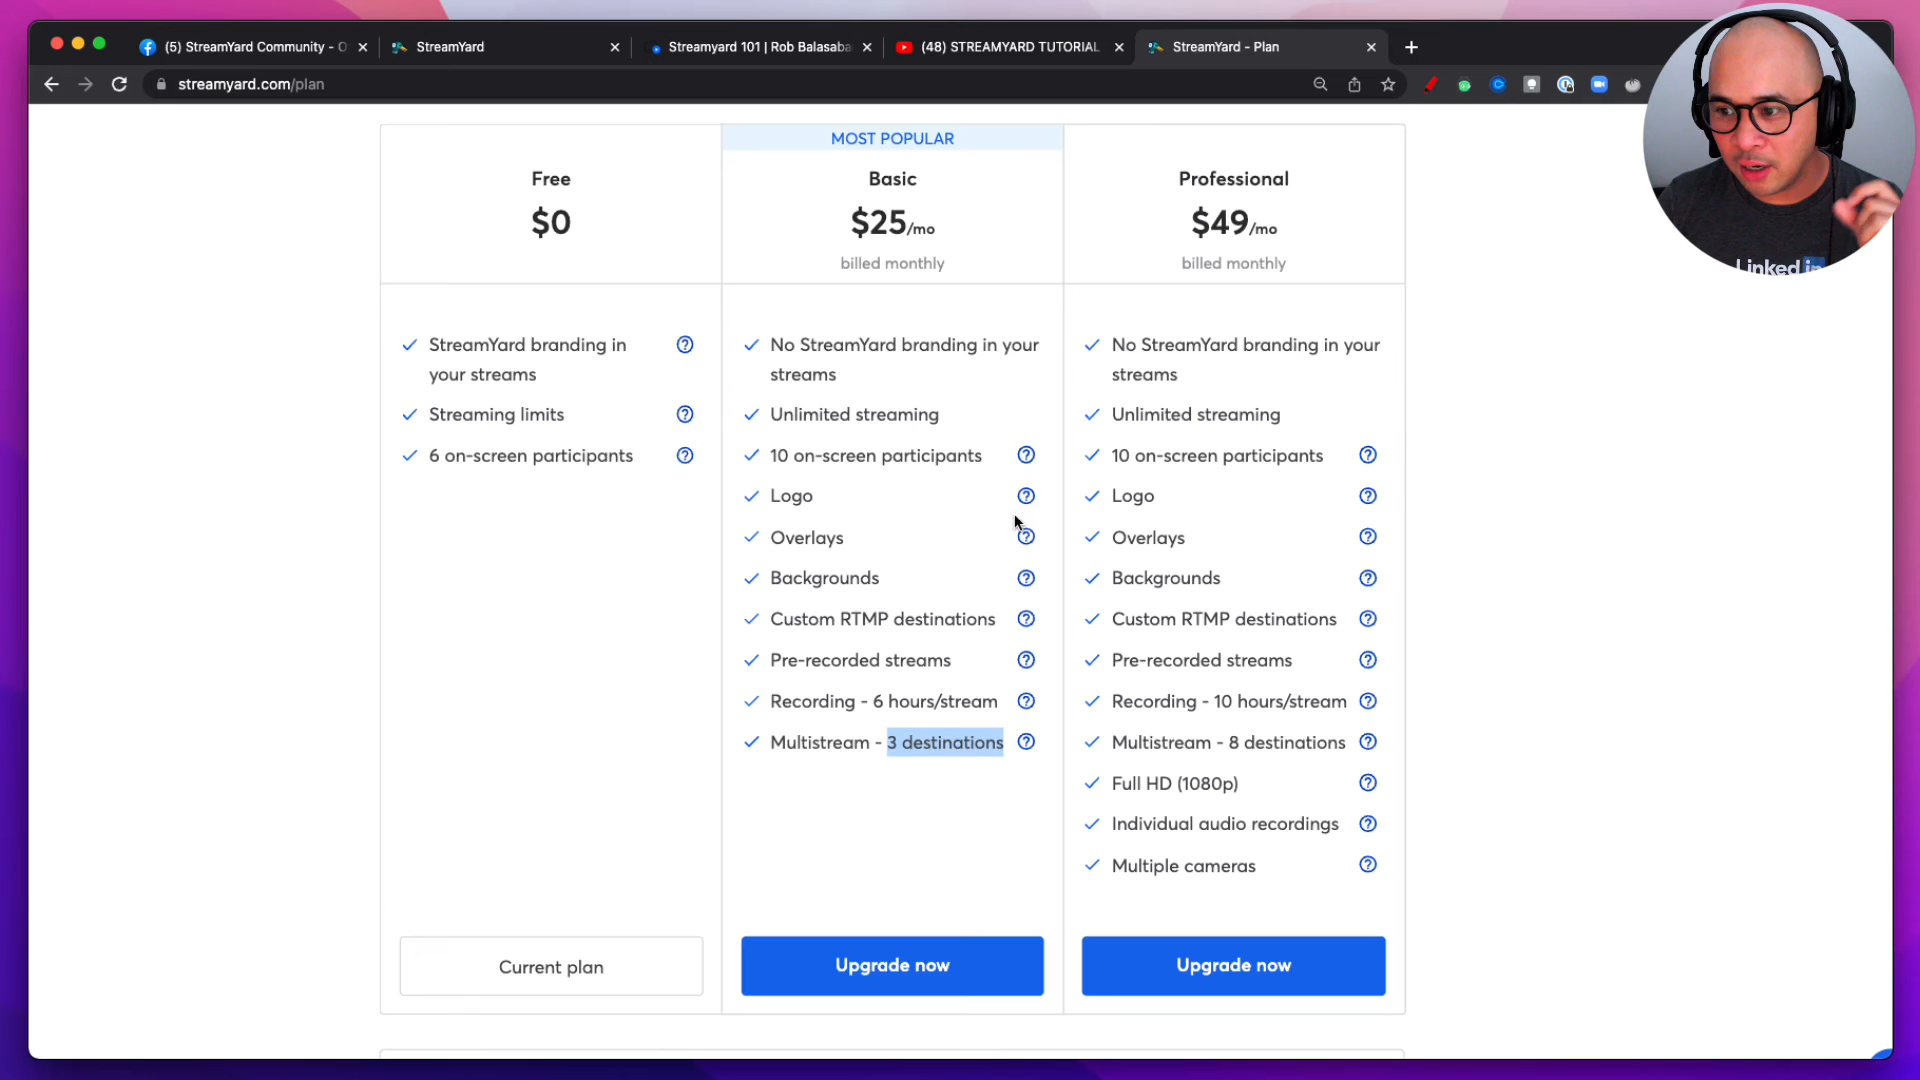 (5) StreamYard Community - O
StreamYard
Streamyard 101 | Rob Balasaba
(48) STREAMYARD TUTORIAL
StreamYard - Plan
streamyard.com/plan
Linked in
MOST POPULAR
Free
$0
Basic
$25/mo
billed monthly
Professional
$49/mo
billed monthly
StreamYard branding in
your streams
Streaming limits
6 on-screen participants
No StreamYard branding in your
streams
Unlimited streaming
10 on-screen participants
Logo
Overlays
Backgrounds
Custom RTMP destinations
Pre-recorded streams
Recording - 6 hours/stream
Multistream - 3 destinations
No StreamYard branding in your
streams
Unlimited streaming
10 on-screen participants
Logo
Overlays
Backgrounds
Custom RTMP destinations
Pre-recorded streams
Recording - 10 hours/stream
Multistream - 8 destinations
Full HD (1080p)
Individual audio recordings
Multiple cameras
Current plan
Upgrade now
Upgrade now